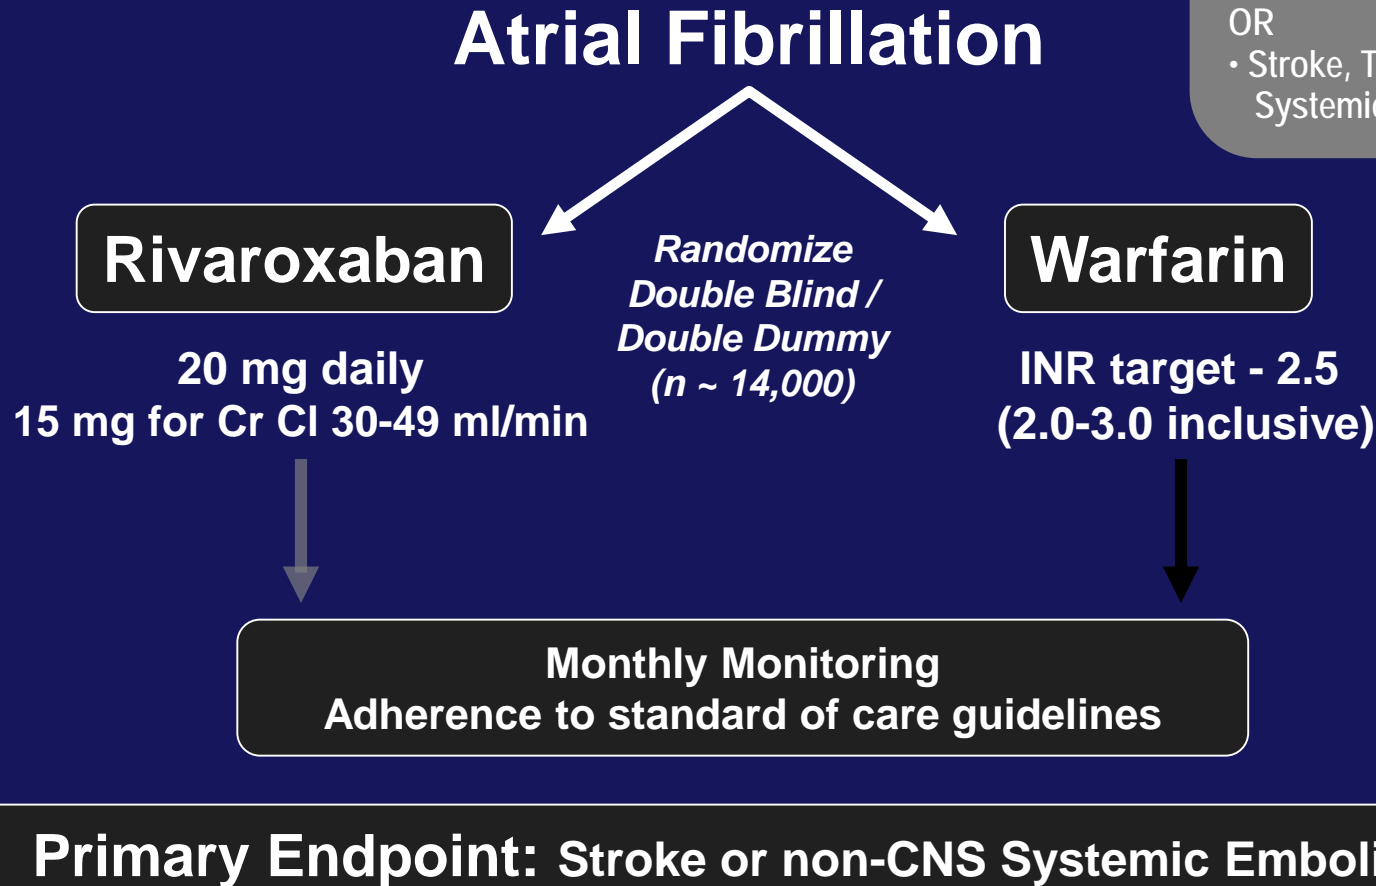 Atrial Fibrillation
OR
• Stroke, T
Systemi
Rivaroxaban
Randomize
Double Blind /
Double Dummy
(n ~ 14,000)
Warfarin
20 mg daily
15 mg for Cr Cl 30-49 ml/min
INR target - 2.5
(2.0-3.0 inclusive)
Monthly Monitoring
Adherence to standard of care guidelines
Primary Endpoint: Stroke or non-CNS Systemic Emboli